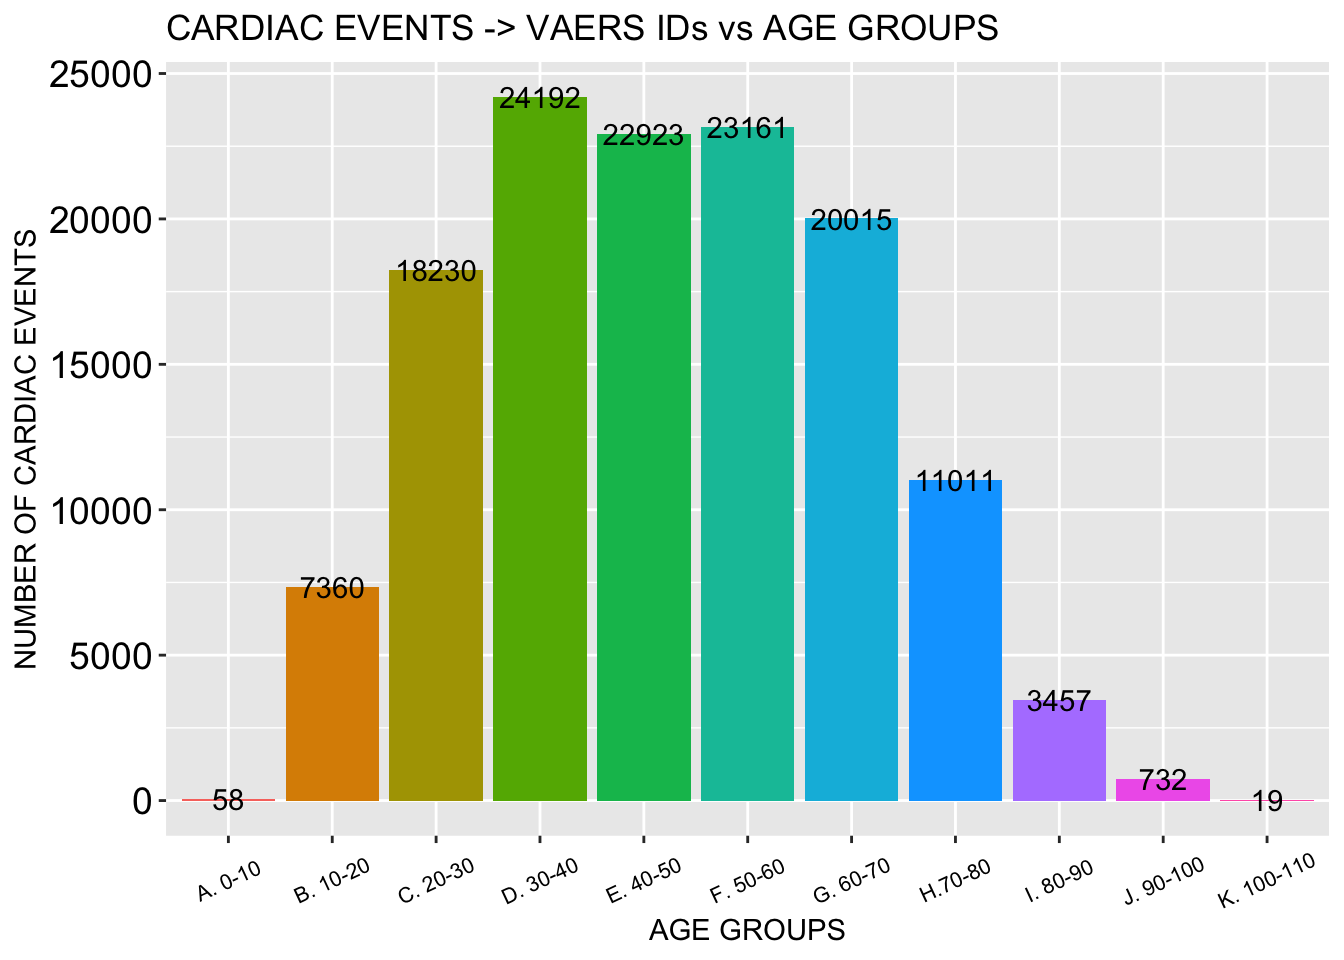 CARDIAC EVENTS -> VAERS IDs vs AGE GROUPS
NUMBER OF CARDIAC EVENTS
25000
20000
15000
10000
5000
0
58
7360
18230
24192
22923
23161
20015
11011
3457
732
19
A. 0-10
B. 10-20
C. 20-30
D. 30-40
E. 40-50
F. 50-60
G. 60-70
H.70-80
I. 80-90
J. 90-100
K. 100-110
AGE GROUPS